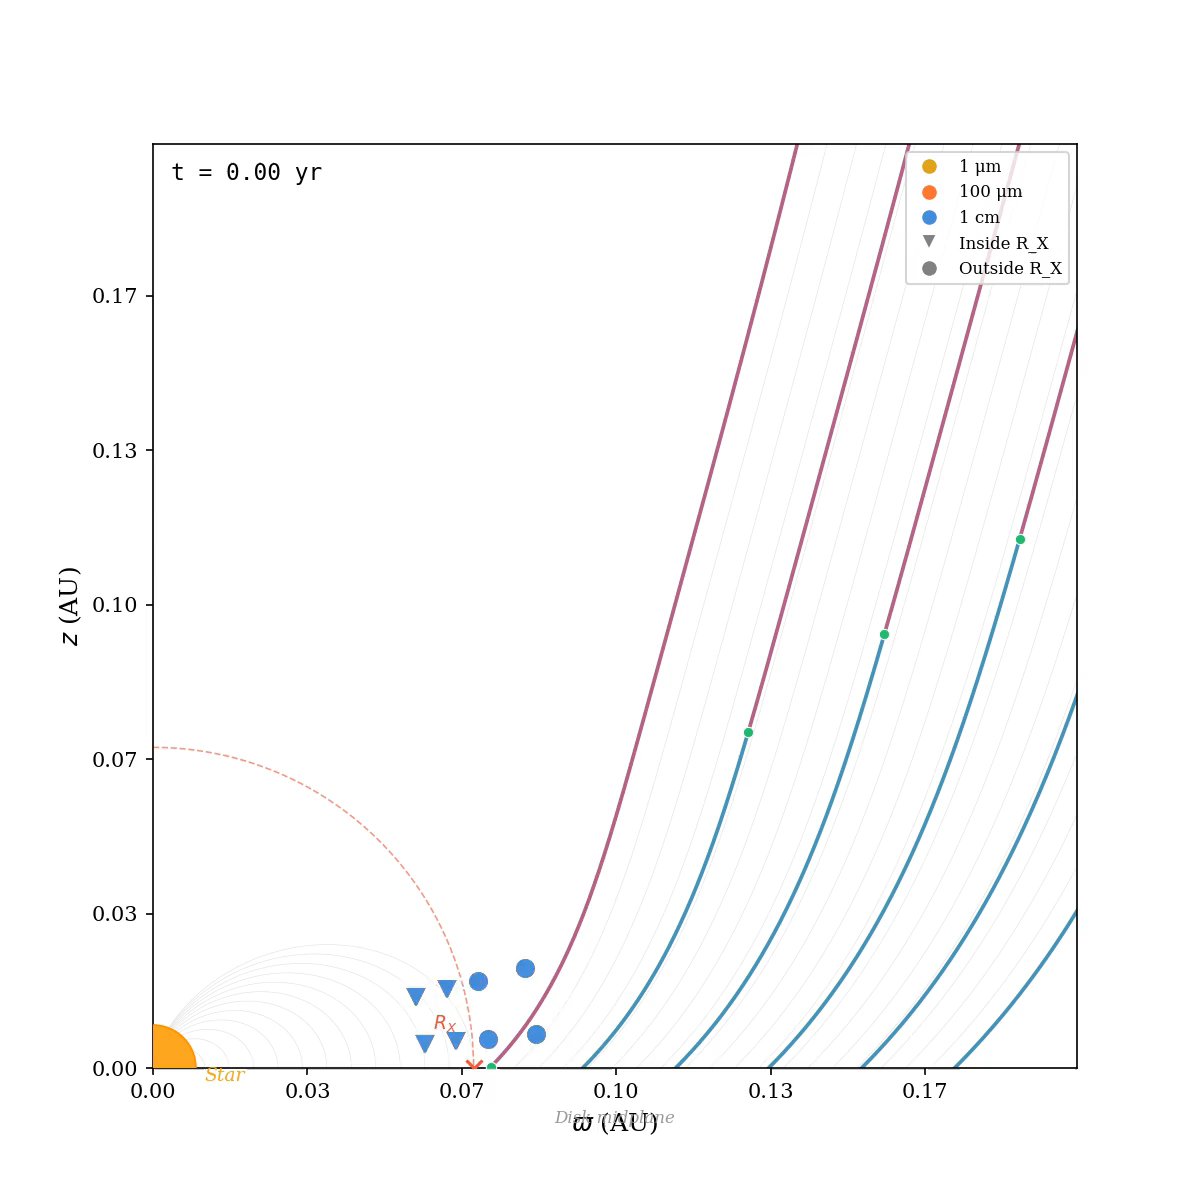 t = 0.00 yr
1 μm
100 μm
1 cm
Inside R_X
Outside R_X
0.17
0.13
0.10
0.07
0.03
0.00
z (AU)
R_X
Star
0.00 0.03 0.07 0.10 0.13 0.17
Disk midplane
ϖ (AU)